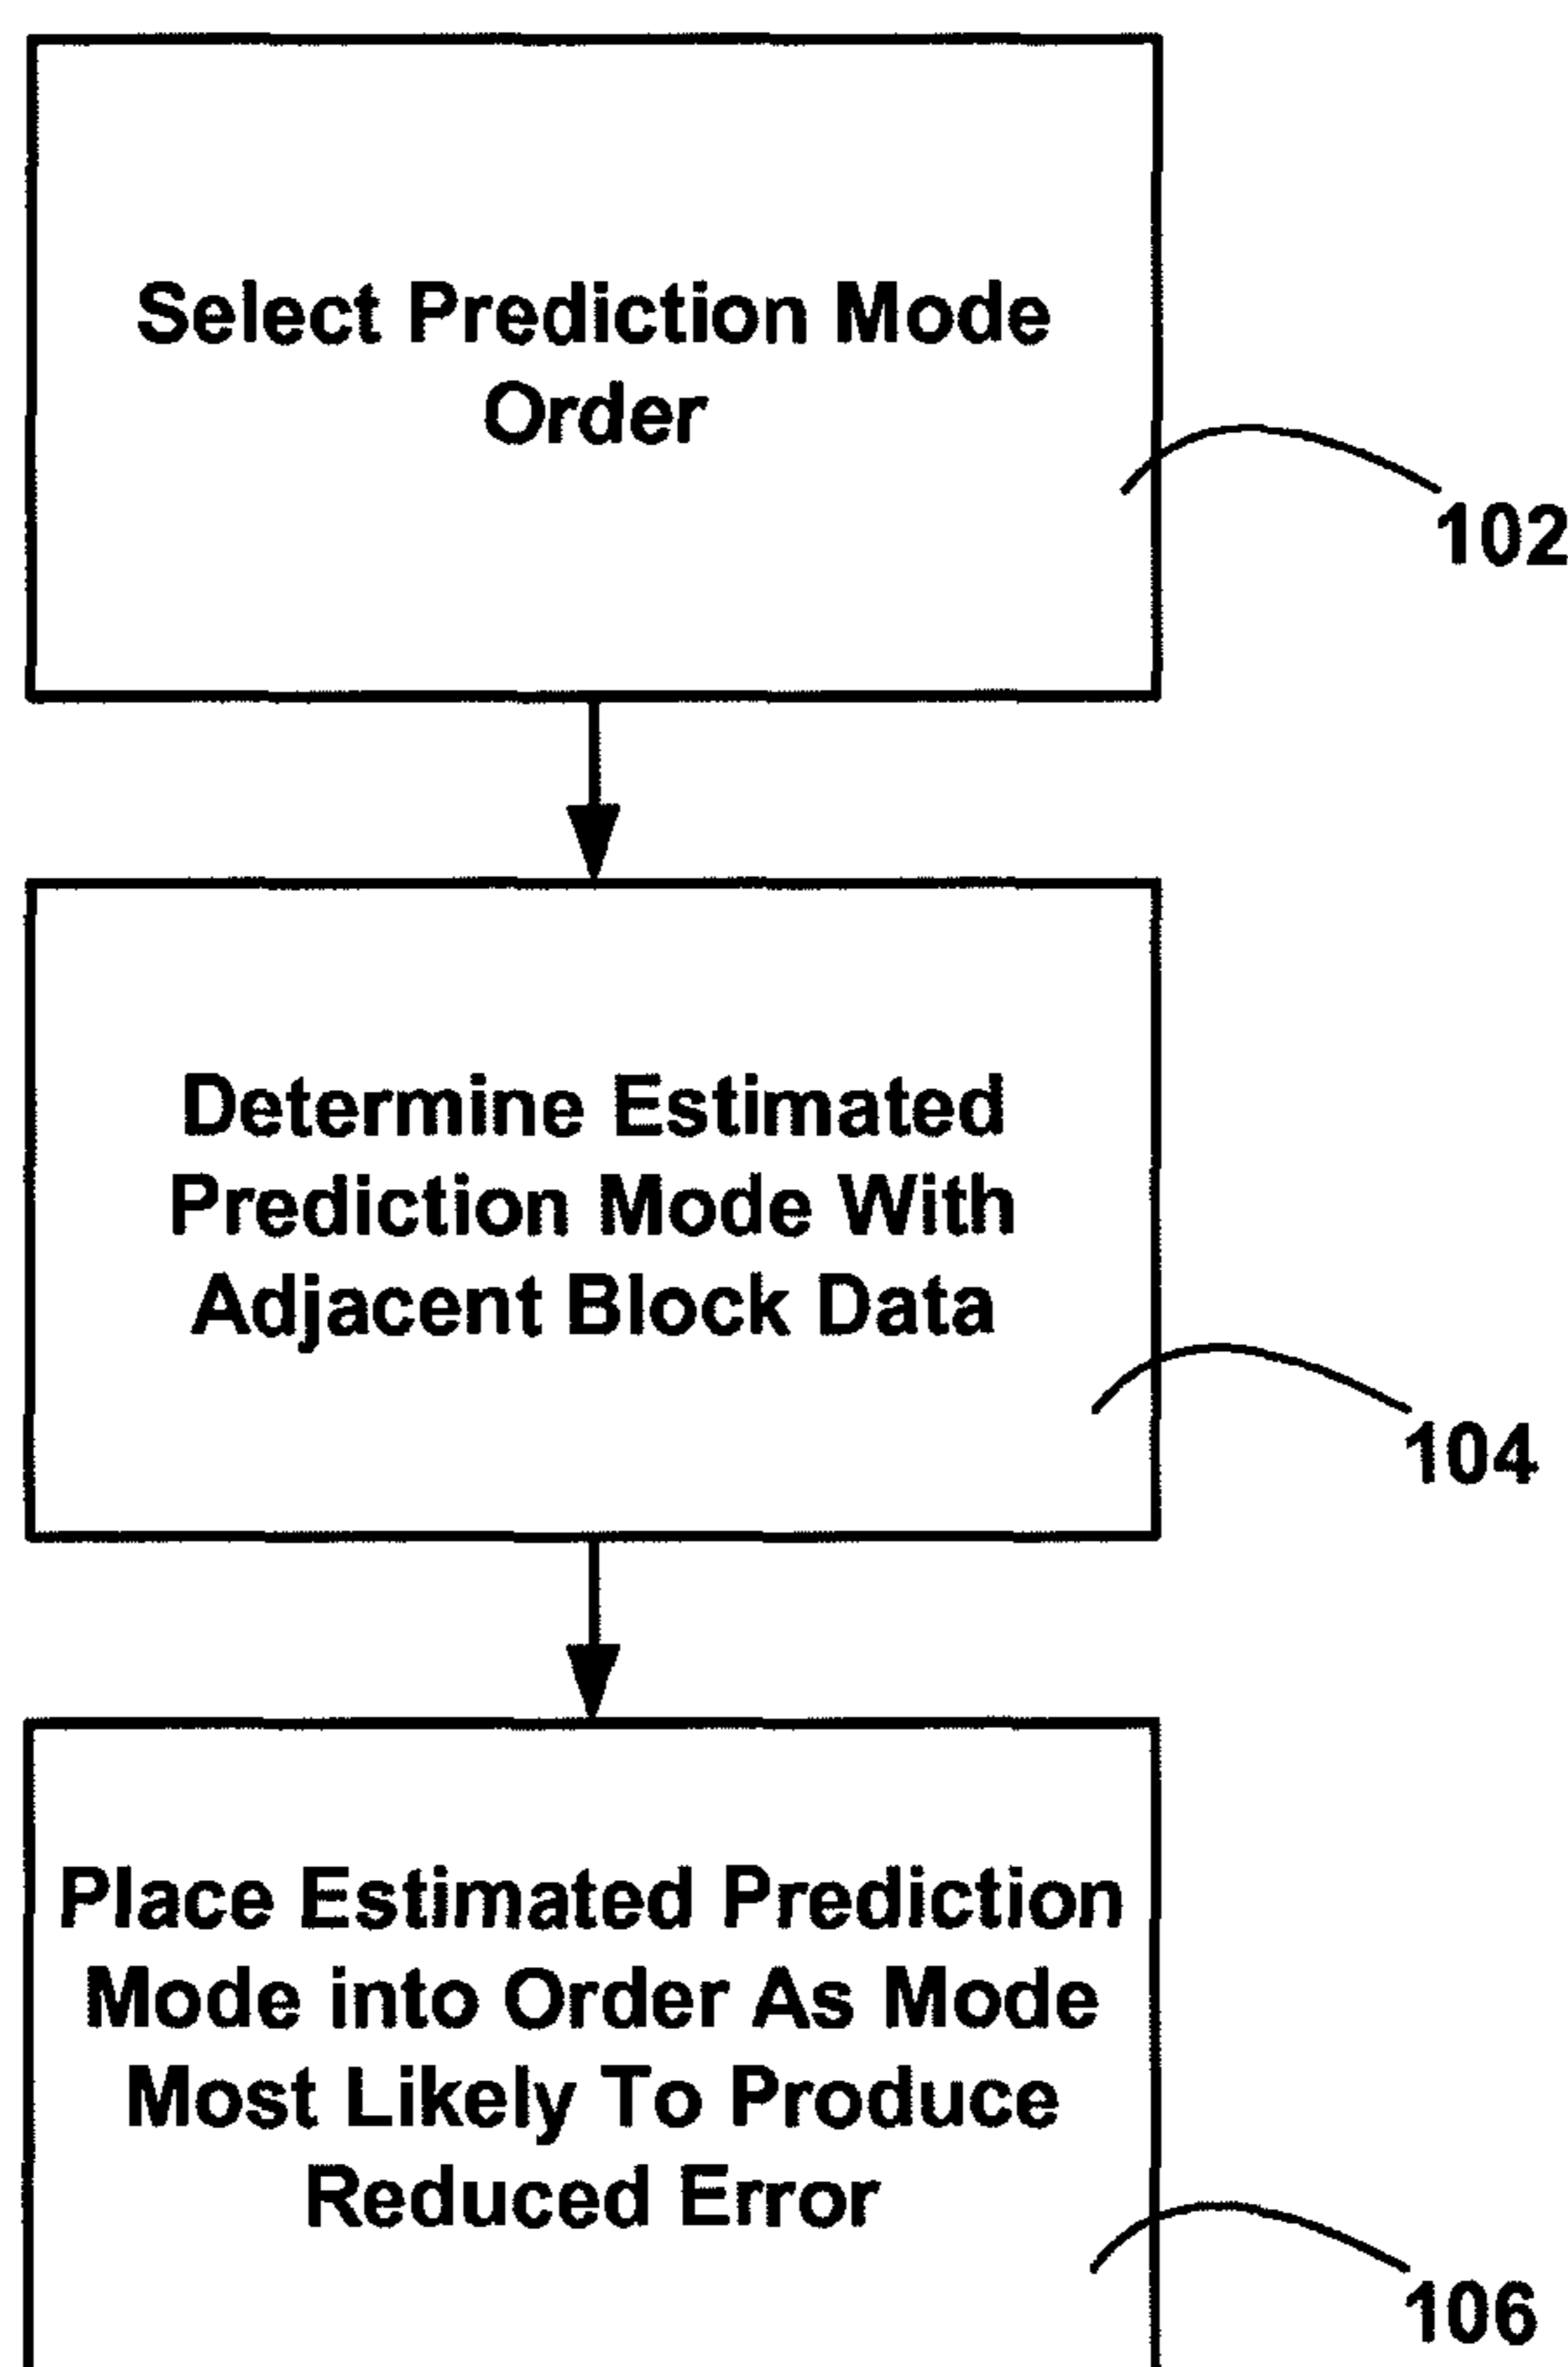 Select Prediction Mode
Order
102
Determine Estimated
Prediction Mode With
Adjacent Block Data
104
Place Estimated Prediction
Mode into Order As Mode
Most Likely To Produce
Reduced Error
106